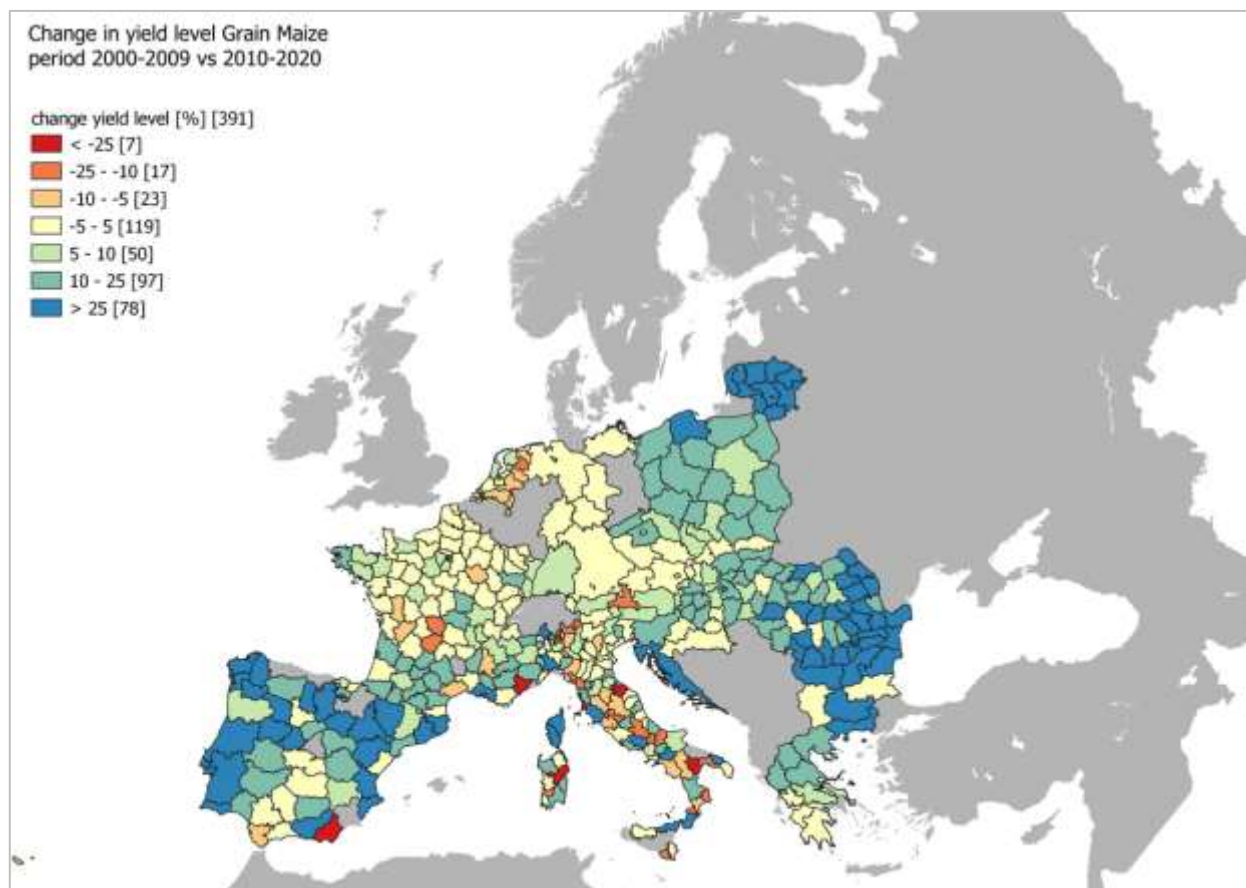 Change in yield level Grain Maize
period 2000-2009 vs 2010-2020
change yield level [%] [391]
< -25 [7]
-25 - -10 [17]
-10 - -5 [23]
-5 - 5 [119]
5 - 10 [50]
10 - 25 [97]
> 25 [78]